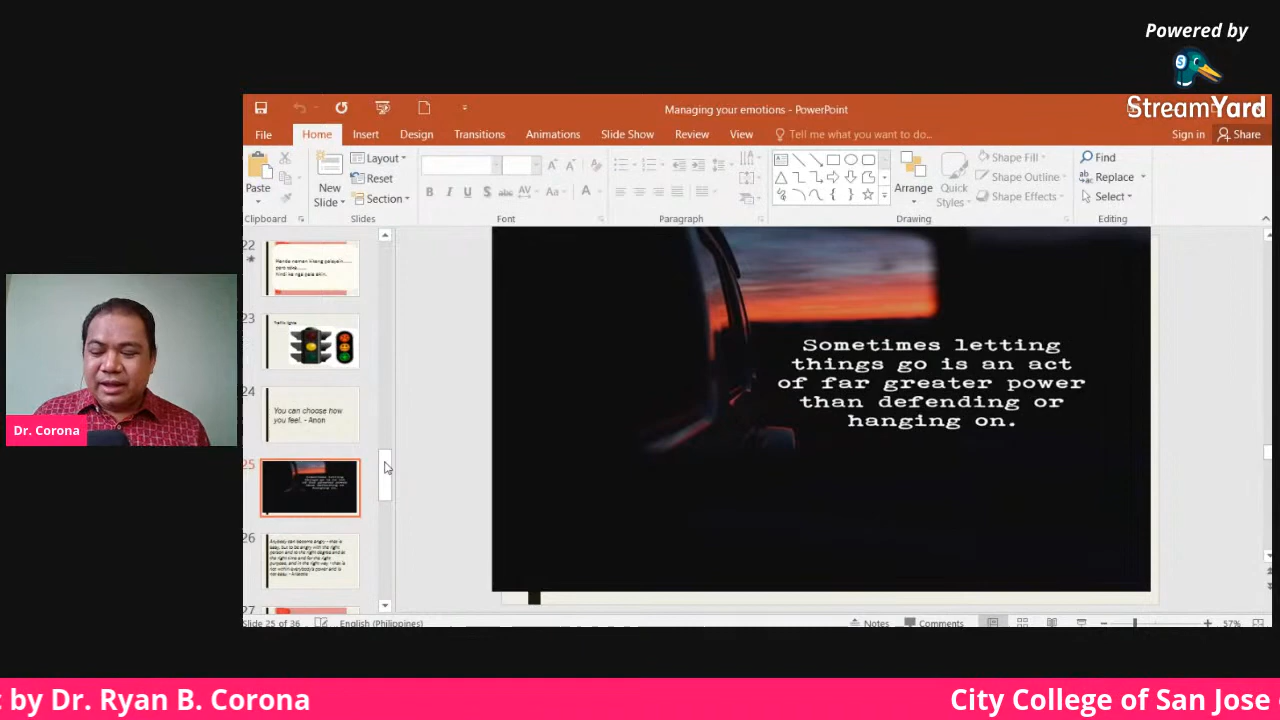 Powered by
StreamYard
Managing your emotions - PowerPoint
File Home Insert Design Transitions Animations Slide Show Review View Tell me what you want to do... Sign in Share
Paste
New Slide
Layout
Reset
Section
Arrange
Quick Styles
Shape Fill
Shape Outline
Shape Effects
Find
Replace
Select
Clipboard Slides Font Paragraph Drawing Editing
22
23
Traffic lights
24
You can choose how
you feel. - Anon
25
26
27
Sometimes letting
things go is an act
of far greater power
than defending or
hanging on.
Dr. Corona
Slide 25 of 36 English (Philippines) Notes Comments 57%
by Dr. Ryan B. Corona City College of San Jose